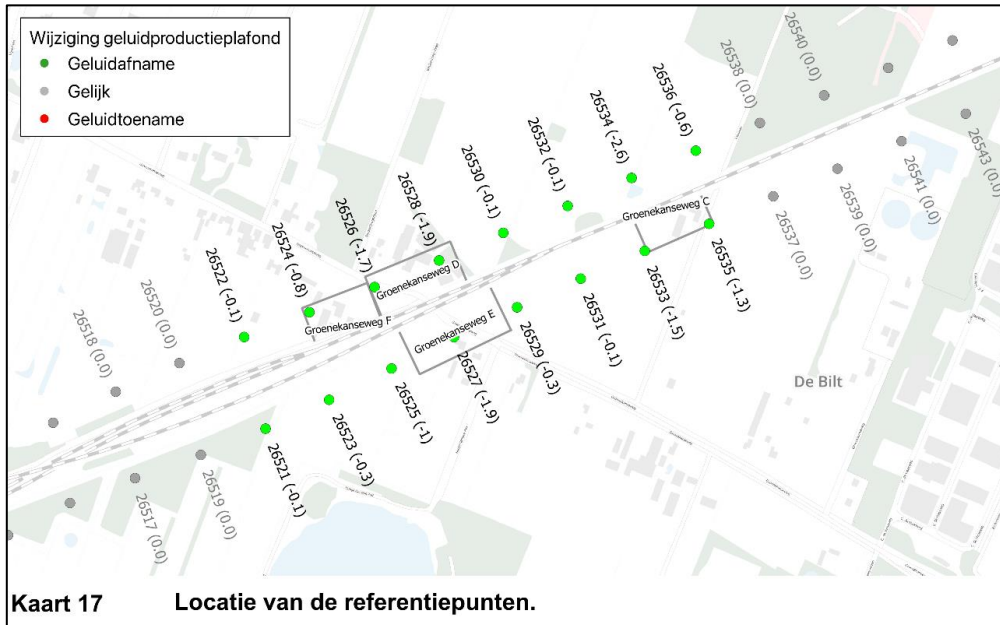 Wijziging geluidproductieplafond
Geluidafname
Gelijk
Geluidtoename
26540 (0.0)
26538 (0.0)
26536 (-0.6)
26534 (-2.6)
26532 (-0.1)
26530 (-0.1)
26528 (-1.9)
26526 (-1.7)
26524 (-0.8)
26522 (-0.1)
26520 (0.0)
26518 (0.0)
Groenekanseweg C
Groenekanseweg D
Groenekanseweg F
Groenekanseweg E
26543 (0.0)
26541 (0.0)
26539 (0.0)
26537 (0.0)
26535 (-1.3)
26533 (-1.5)
26531 (-0.1)
26529 (-0.3)
26527 (-1.9)
26525 (-1)
26523 (-0.3)
26521 (-0.1)
26519 (0.0)
26517 (0.0)
De Bilt
Kaart 17 Locatie van de referentiepunten.